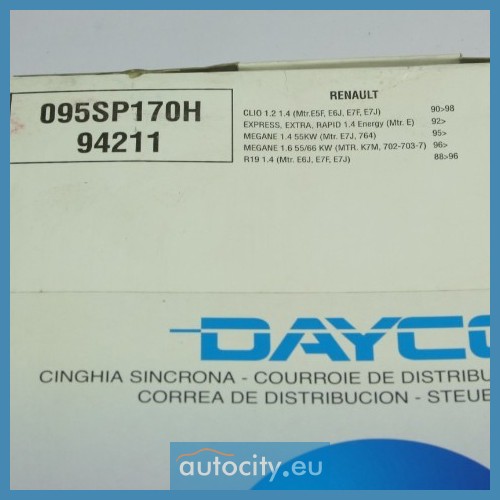 095SP170H
94211
RENAULT
CLIO 1.2 1.4 (Mtr.E5F, E6J, E7F, E7J) 90>98
EXPRESS, EXTRA, RAPID 1.4 Energy (Mtr. E) 92>
MEGANE 1.4 55KW (Mtr. E7J, 764) 95>
MEGANE 1.6 55/66 KW (MTR. K7M, 702-703-7) 96>
R19 1.4 (Mtr. E6J, E7F, E7J) 88>96
DAYCO
CINGHIA SINCRONA - COURROIE DE DISTRIBU
CORREA DE DISTRIBUCION - STEUE
autocity.eu